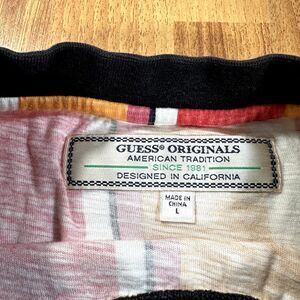 GUESS® ORIGINALS
AMERICAN TRADITION
SINCE 1981
DESIGNED IN CALIFORNIA
MADE IN
CHINA
L